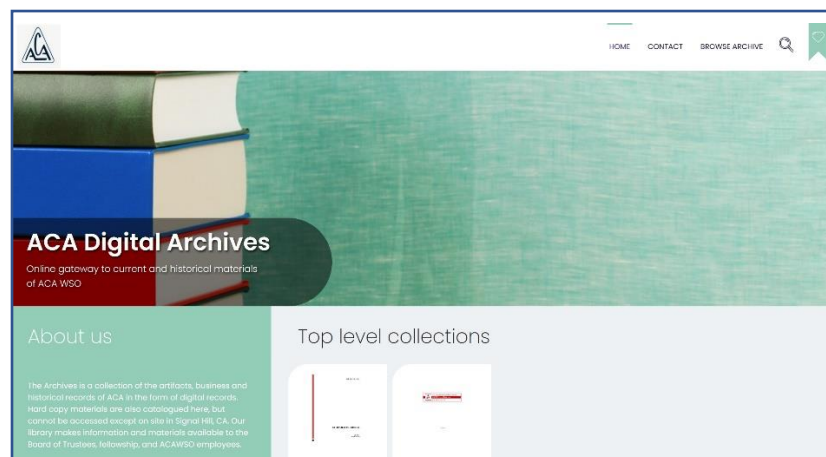 ACA
HOME CONTACT BROWSE ARCHIVE
ACA Digital Archives
Online gateway to current and historical materials
of ACA WSO
About us
Top level collections
The Archives is a collection of the artifacts, business and
historical records of ACA in the form of digital records.
Hard copy materials are also catalogued here, but
cannot be accessed except on site in Signal Hill, CA. Our
library makes information and materials available to the
Board of Trustees, fellowship, and ACAWSO employees.